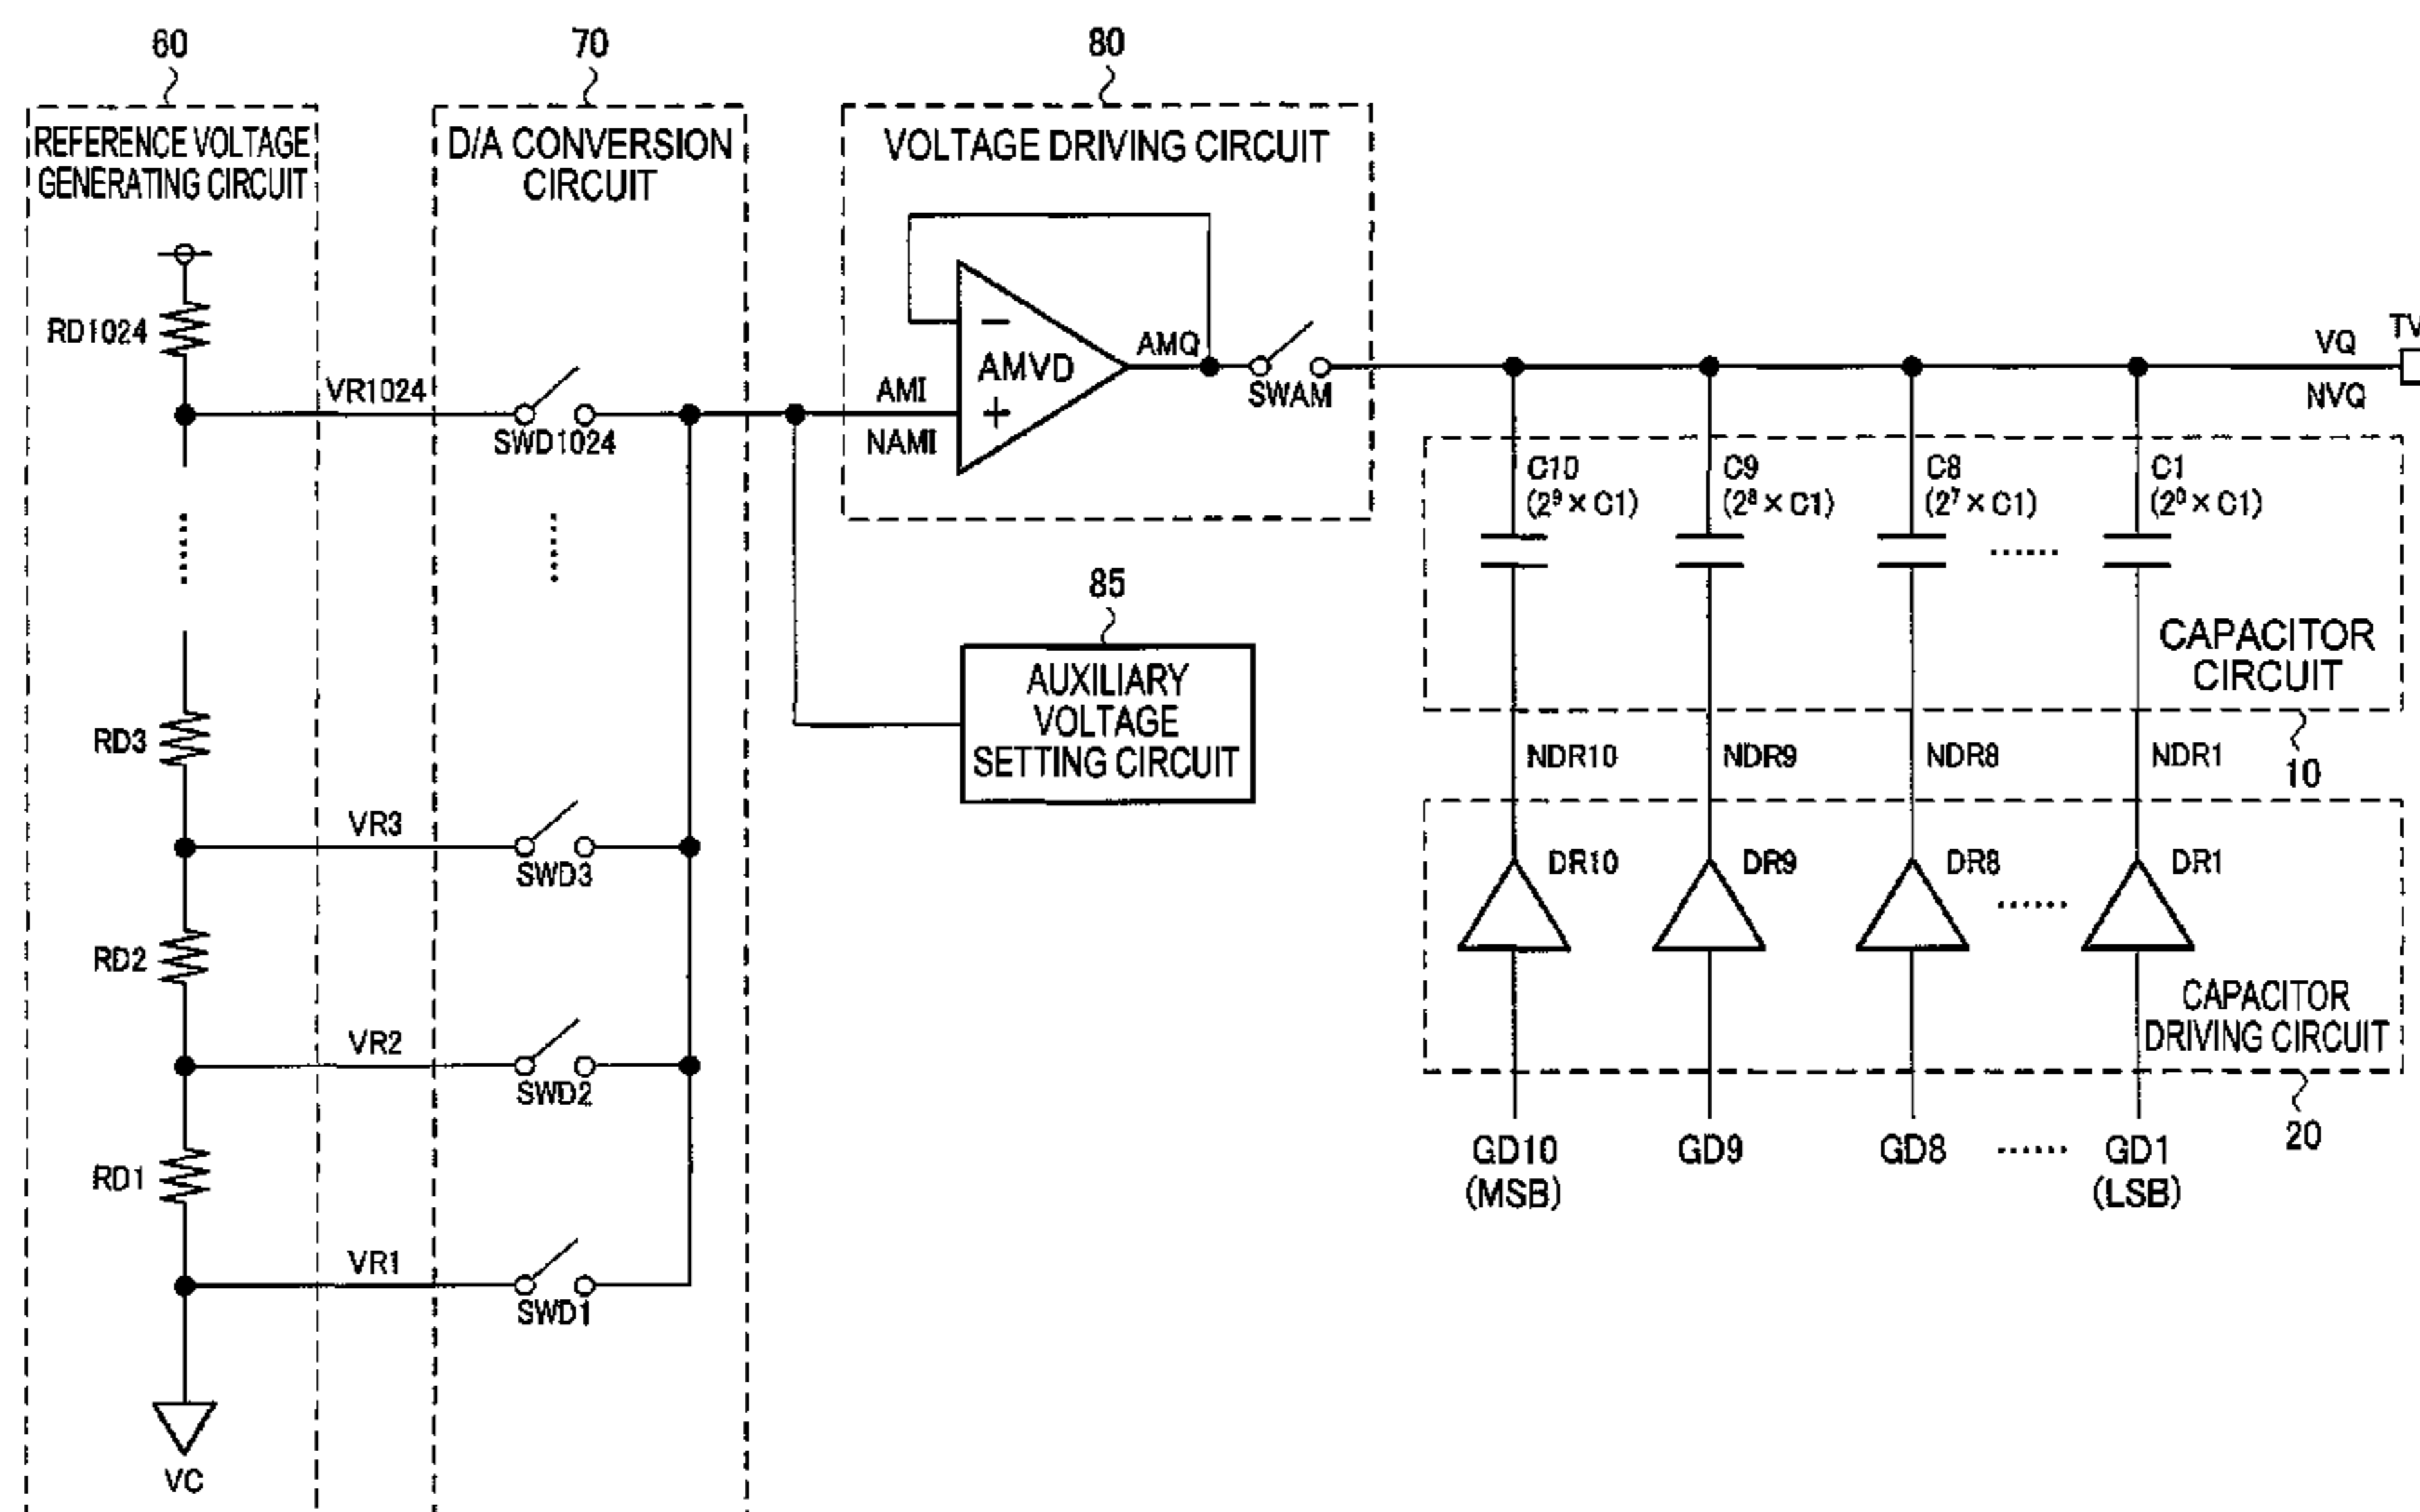 60
70
80
REFERENCE VOLTAGE
GENERATING CIRCUIT
D/A CONVERSION
CIRCUIT
VOLTAGE DRIVING CIRCUIT
RD1024
VR1024
SWD1024
AMI
NAMI
AMVD
−
+
AMQ
SWAM
VQ
NVQ
TV
C10
(2⁹×C1)
C9
(2⁸×C1)
C8
(2⁷×C1)
C1
(2⁰×C1)
......
......
......
CAPACITOR
CIRCUIT
10
85
AUXILIARY
VOLTAGE
SETTING CIRCUIT
RD3
VR3
SWD3
NDR10
NDR9
NDR8
NDR1
DR10
DR9
DR8
......
DR1
CAPACITOR
DRIVING CIRCUIT
20
RD2
VR2
SWD2
GD10
(MSB)
GD9
GD8
......
GD1
(LSB)
RD1
VR1
SWD1
VC